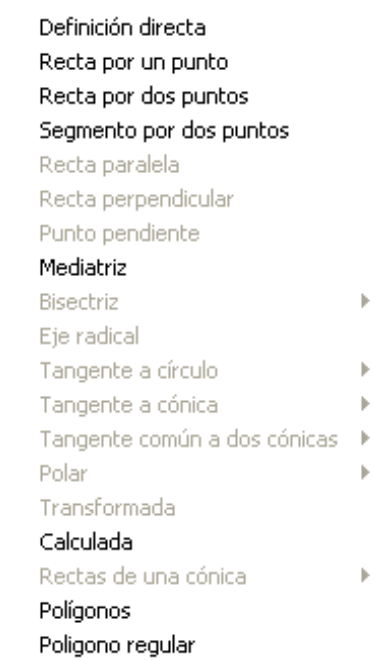 Definición directa
Recta por un punto
Recta por dos puntos
Segmento por dos puntos
Recta paralela
Recta perpendicular
Punto pendiente
Mediatriz
Bisectriz
Eje radical
Tangente a círculo
Tangente a cónica
Tangente común a dos cónicas
Polar
Transformada
Calculada
Rectas de una cónica
Polígonos
Poligono regular